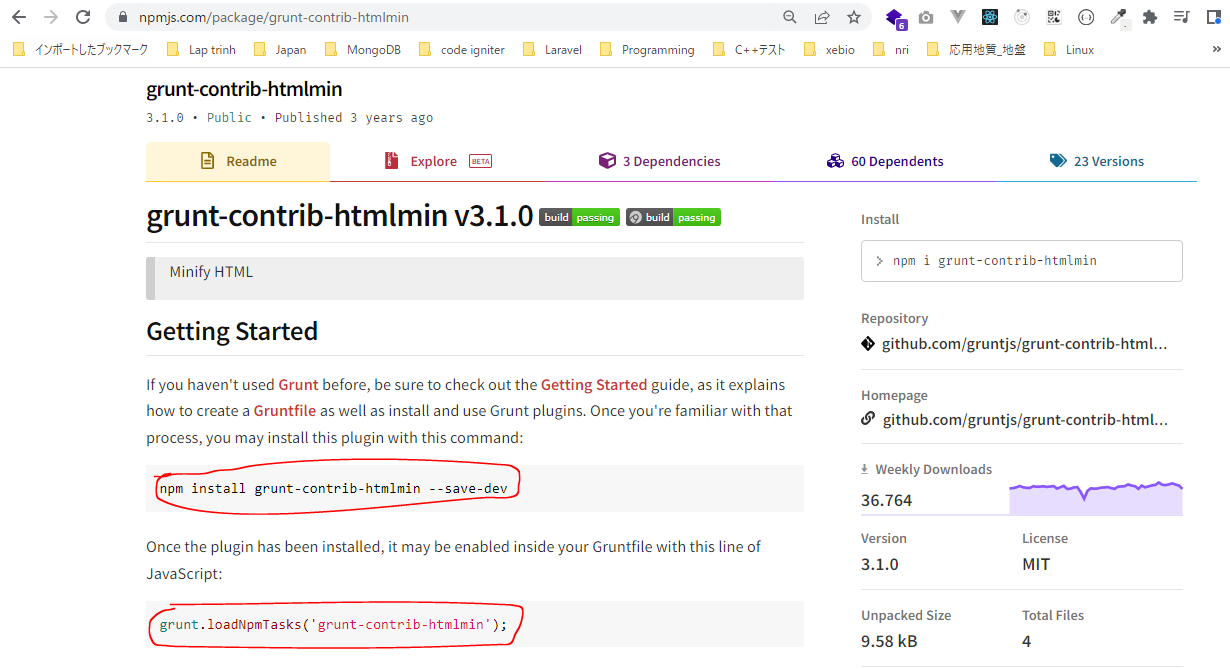 npmjs.com/package/grunt-contrib-htmlmin
6
インポートしたブックマーク Lap trinh Japan MongoDB code igniter Laravel Programming C++テスト xebio nri 応用地質_地盤 Linux »
grunt-contrib-htmlmin
3.1.0 • Public • Published 3 years ago
Readme Explore BETA 3 Dependencies 60 Dependents 23 Versions
grunt-contrib-htmlmin v3.1.0 build passing build passing
Minify HTML
Getting Started
If you haven't used Grunt before, be sure to check out the Getting Started guide, as it explains
how to create a Gruntfile as well as install and use Grunt plugins. Once you're familiar with that
process, you may install this plugin with this command:
npm install grunt-contrib-htmlmin --save-dev
Once the plugin has been installed, it may be enabled inside your Gruntfile with this line of
JavaScript:
grunt.loadNpmTasks('grunt-contrib-htmlmin');
Install
> npm i grunt-contrib-htmlmin
Repository
github.com/gruntjs/grunt-contrib-html...
Homepage
github.com/gruntjs/grunt-contrib-html...
Weekly Downloads
36.764
Version License
3.1.0 MIT
Unpacked Size Total Files
9.58 kB 4